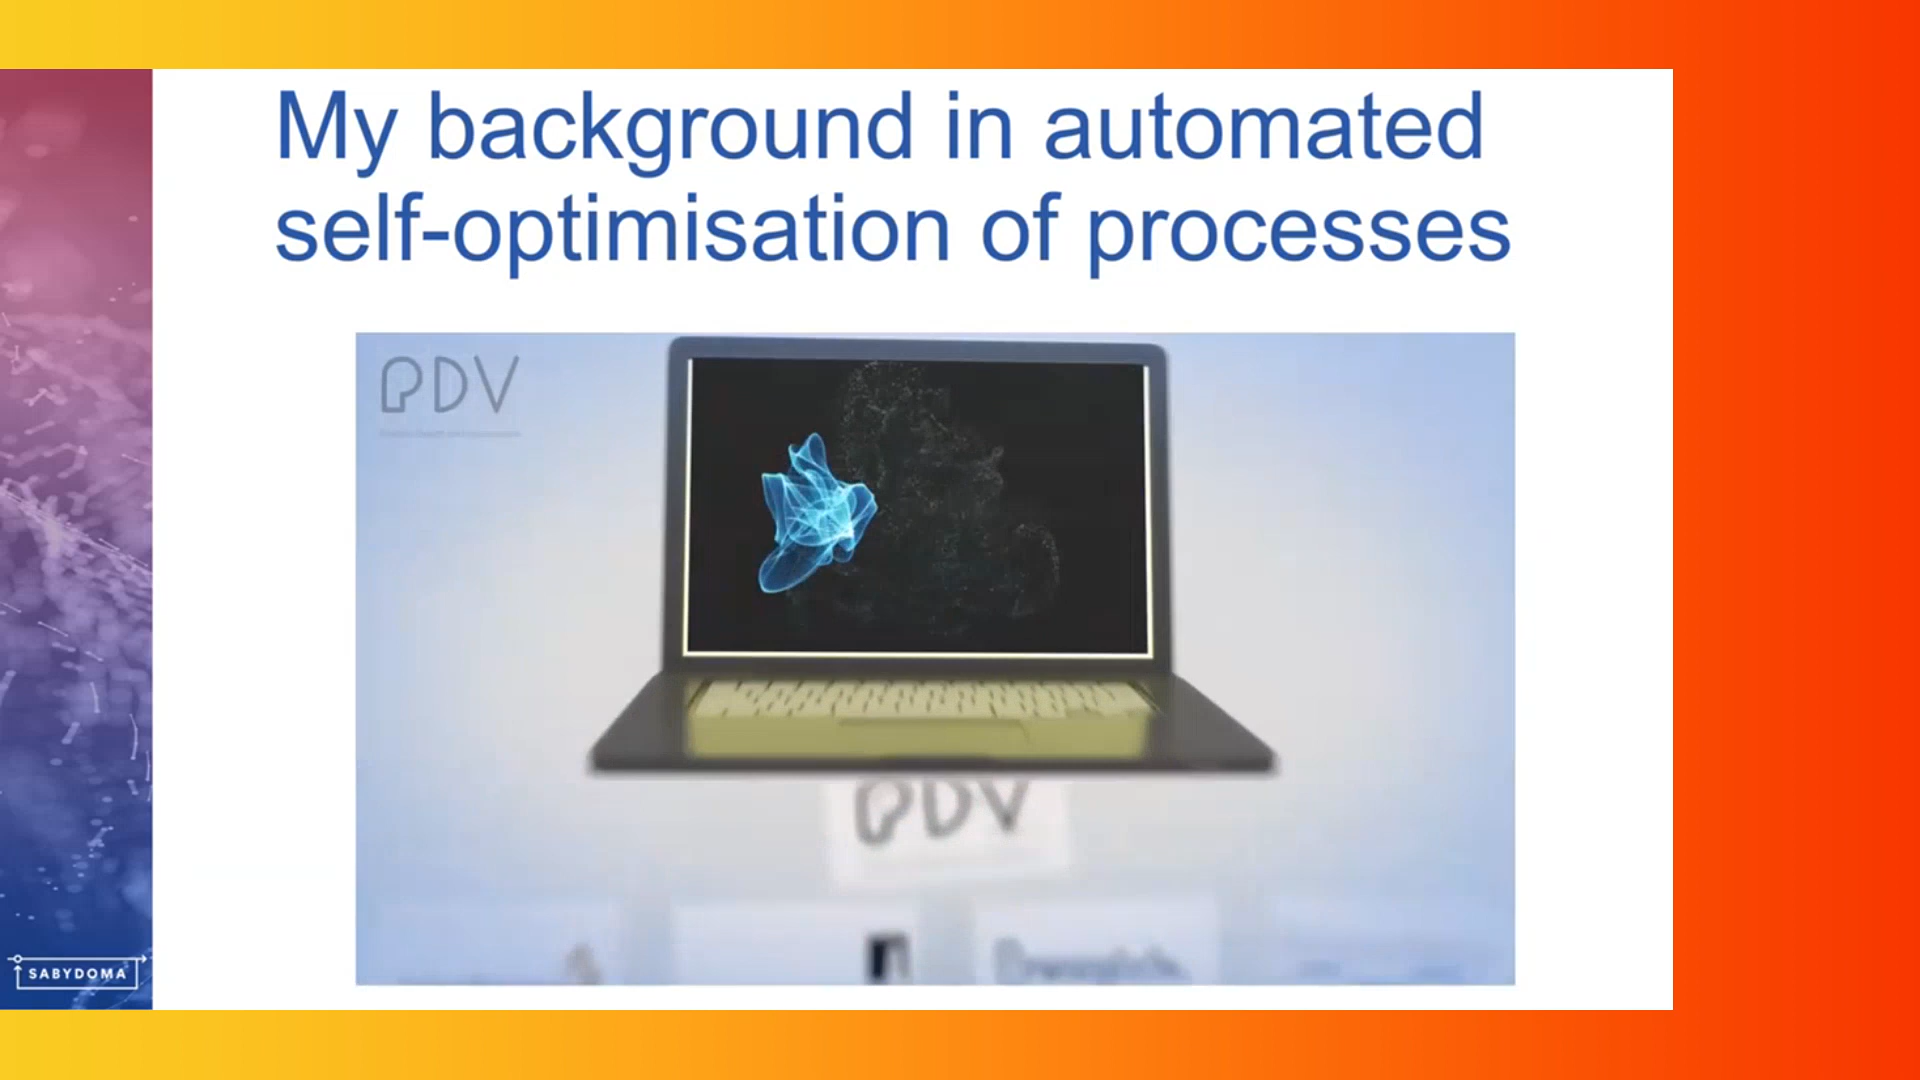 My background in automated
self-optimisation of processes
PDV
PDV
SABYDOMA